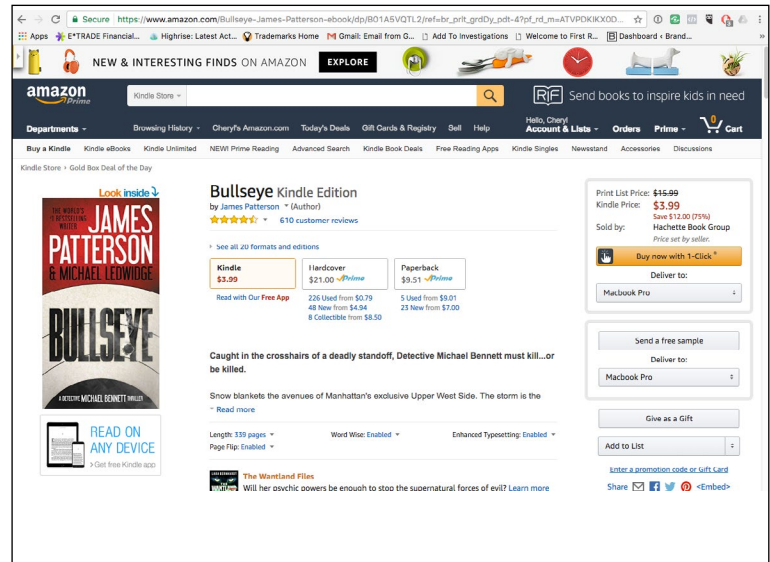 Secure https://www.amazon.com/Bullseye-James-Patterson-ebook/dp/B01A5VQTL2/ref=br_prlt_grdDy_pdt-4?pf_rd_m=ATVPDKIKX0D...
Apps E*TRADE Financial... Highrise: Latest Act... Trademarks Home Gmail: Email from G... Add To Investigations Welcome to First R... Dashboard ‹ Brand... »
NEW & INTERESTING FINDS ON AMAZON EXPLORE
amazon Prime
Kindle Store
R|F Send books to inspire kids in need
Departments Browsing History Cheryl's Amazon.com Today's Deals Gift Cards & Registry Sell Help
Hello, Cheryl
Account & Lists Orders Prime 0 Cart
Buy a Kindle Kindle eBooks Kindle Unlimited NEW! Prime Reading Advanced Search Kindle Book Deals Free Reading Apps Kindle Singles Newsstand Accessories Discussions
Kindle Store › Gold Box Deal of the Day
Look inside
THE WORLD'S
#1 BESTSELLING
WRITER
JAMES
PATTERSON
& MICHAEL LEDWIDGE
BULLSEYE
A DETECTIVE MICHAEL BENNETT THRILLER
READ ON
ANY DEVICE
› Get free Kindle app
Bullseye Kindle Edition
by James Patterson (Author)
610 customer reviews
See all 20 formats and editions
Kindle
$3.99
Read with Our Free App
Hardcover
$21.00 Prime
226 Used from $0.79
48 New from $4.94
8 Collectible from $8.50
Paperback
$9.51 Prime
5 Used from $9.01
23 New from $7.00
Caught in the crosshairs of a deadly standoff, Detective Michael Bennett must kill...or
be killed.
Snow blankets the avenues of Manhattan's exclusive Upper West Side. The storm is the
Read more
Length: 339 pages Word Wise: Enabled Enhanced Typesetting: Enabled
Page Flip: Enabled
The Wantland Files
Will her psychic powers be enough to stop the supernatural forces of evil? Learn more
Print List Price: $15.99
Kindle Price: $3.99
Save $12.00 (75%)
Sold by: Hachette Book Group
Price set by seller.
Buy now with 1-Click®
Deliver to:
Macbook Pro
Send a free sample
Deliver to:
Macbook Pro
Give as a Gift
Add to List
Enter a promotion code or Gift Card
Share <Embed>